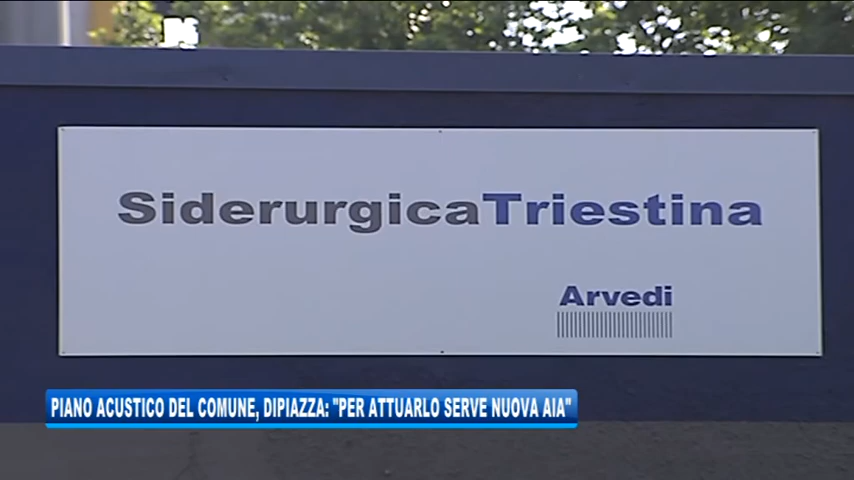 SiderurgicaTriestina
Arvedi
PIANO ACUSTICO DEL COMUNE, DIPIAZZA: "PER ATTUARLO SERVE NUOVA AIA"